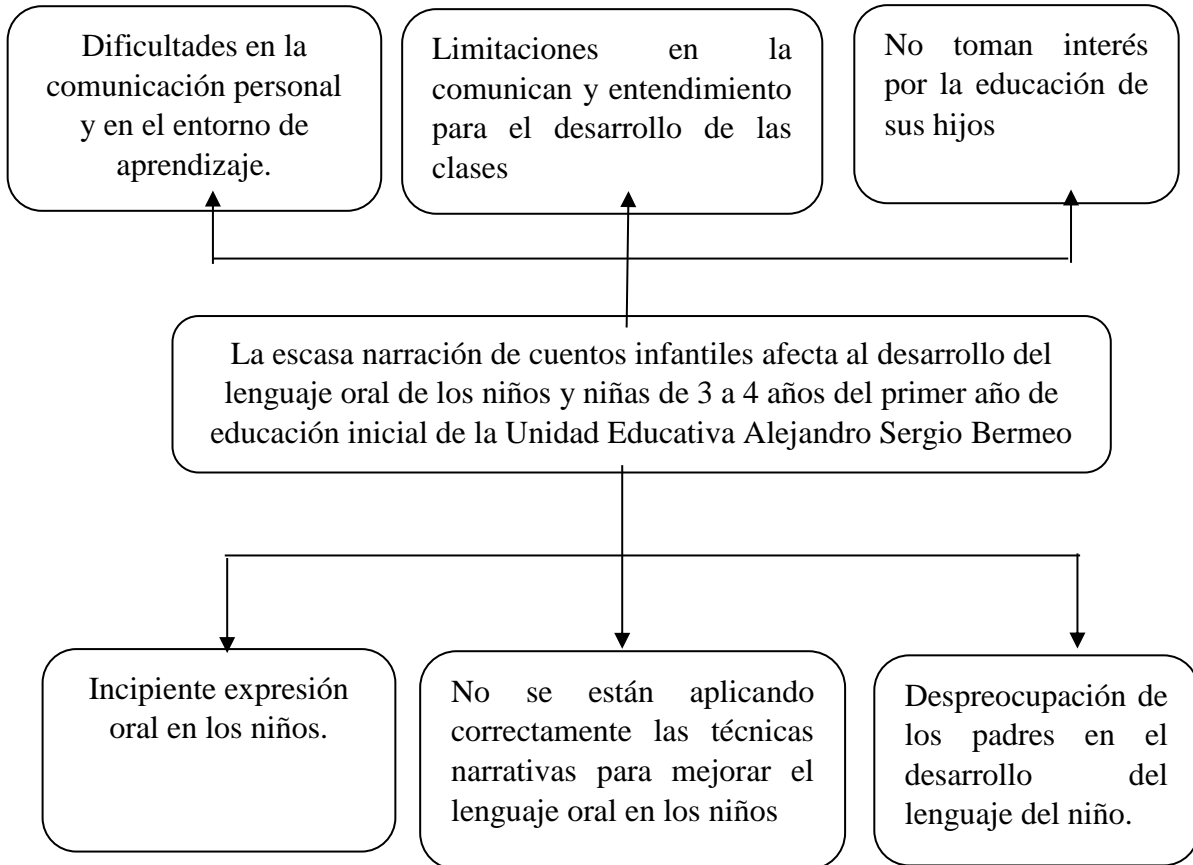 Dificultades en la
comunicación personal
y en el entorno de
aprendizaje.
Limitaciones en la
comunican y entendimiento
para el desarrollo de las
clases
No toman interés
por la educación de
sus hijos
La escasa narración de cuentos infantiles afecta al desarrollo del
lenguaje oral de los niños y niñas de 3 a 4 años del primer año de
educación inicial de la Unidad Educativa Alejandro Sergio Bermeo
Incipiente expresión
oral en los niños.
No se están aplicando
correctamente las técnicas
narrativas para mejorar el
lenguaje oral en los niños
Despreocupación de
los padres en el
desarrollo del
lenguaje del niño.